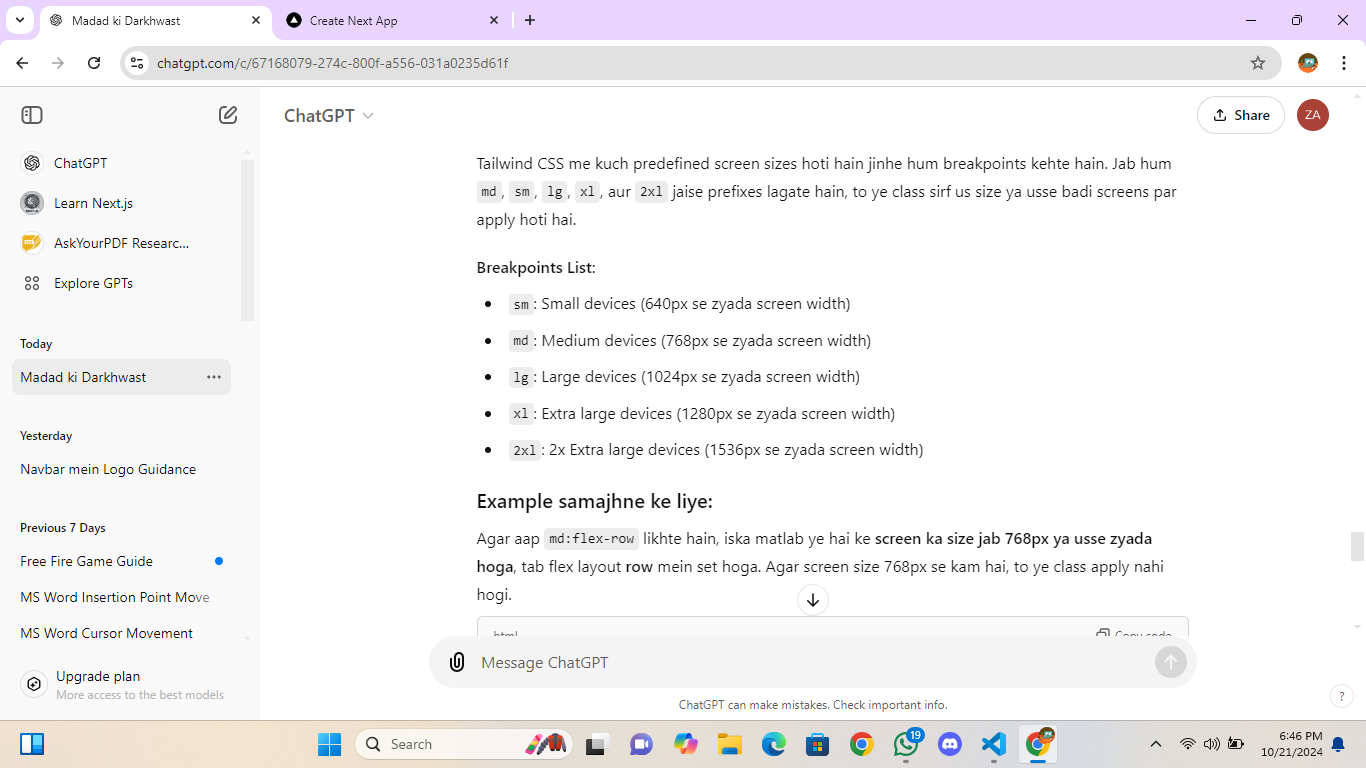 Madad ki Darkhwast
Create Next App
chatgpt.com/c/67168079-274c-800f-a556-031a0235d61f
ChatGPT
Share
ZA
ChatGPT
Learn Next.js
AskYourPDF Researc...
Explore GPTs
Today
Madad ki Darkhwast
Yesterday
Navbar mein Logo Guidance
Previous 7 Days
Free Fire Game Guide
MS Word Insertion Point Move
MS Word Cursor Movement
Upgrade plan
More access to the best models
Tailwind CSS me kuch predefined screen sizes hoti hain jinhe hum breakpoints kehte hain. Jab hum
md, sm, lg, xl, aur 2xl jaise prefixes lagate hain, to ye class sirf us size ya usse badi screens par
apply hoti hai.
Breakpoints List:
• sm: Small devices (640px se zyada screen width)
• md: Medium devices (768px se zyada screen width)
• lg: Large devices (1024px se zyada screen width)
• xl: Extra large devices (1280px se zyada screen width)
• 2xl: 2x Extra large devices (1536px se zyada screen width)
Example samajhne ke liye:
Agar aap md:flex-row likhte hain, iska matlab ye hai ke screen ka size jab 768px ya usse zyada
hoga, tab flex layout row mein set hoga. Agar screen size 768px se kam hai, to ye class apply nahi
hogi.
html
Copy code
Message ChatGPT
ChatGPT can make mistakes. Check important info.
?
Search
19
6:46 PM
10/21/2024